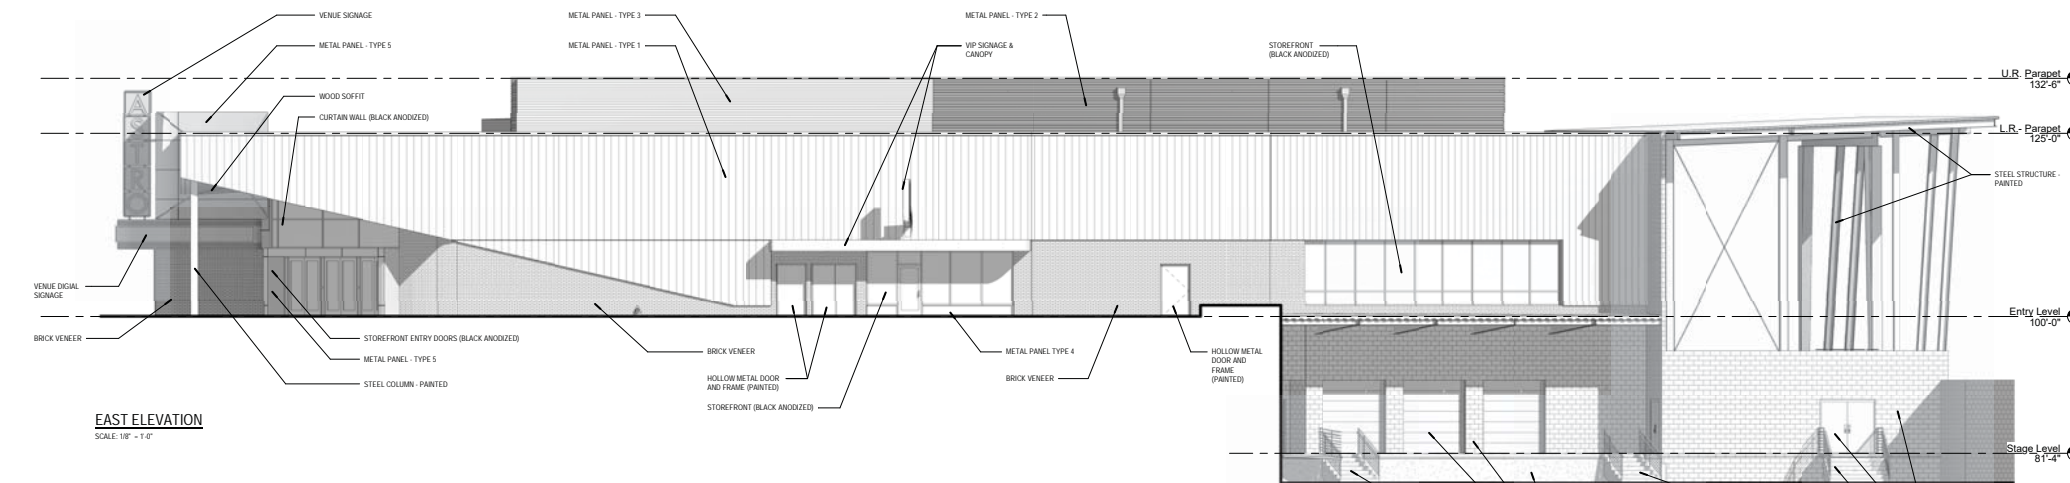 VENUE SIGNAGE
METAL PANEL - TYPE 3
METAL PANEL - TYPE 2
METAL PANEL - TYPE 5
METAL PANEL - TYPE 1
VIP SIGNAGE &
CANOPY
STOREFRONT
(BLACK ANODIZED)
U.R. Parapet
132'-6"
WOOD SOFFIT
CURTAIN WALL (BLACK ANODIZED)
ASTRO
L.R.- Parapet
125'-0"
STEEL STRUCTURE -
PAINTED
VENUE DIGIAL
SIGNAGE
Entry Level
100'-0"
BRICK VENEER
STOREFRONT ENTRY DOORS (BLACK ANODIZED)
METAL PANEL - TYPE 5
STEEL COLUMN - PAINTED
BRICK VENEER
HOLLOW METAL DOOR
AND FRAME (PAINTED)
STOREFRONT (BLACK ANODIZED)
METAL PANEL TYPE 4
BRICK VENEER
HOLLOW METAL
DOOR AND
FRAME
(PAINTED)
EAST ELEVATION
SCALE: 1/8" = 1'-0"
Stage Level
81'-4"